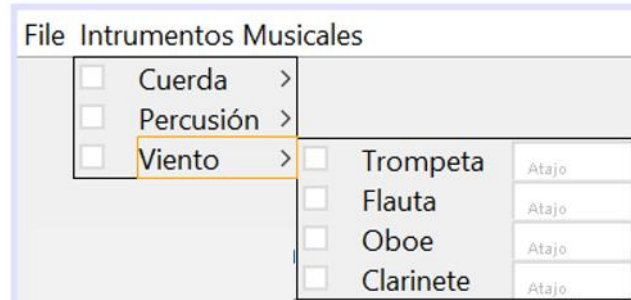 File Intrumentos Musicales
Cuerda >
Percusión >
Viento >
Trompeta Atajo
Flauta Atajo
Oboe Atajo
Clarinete Atajo